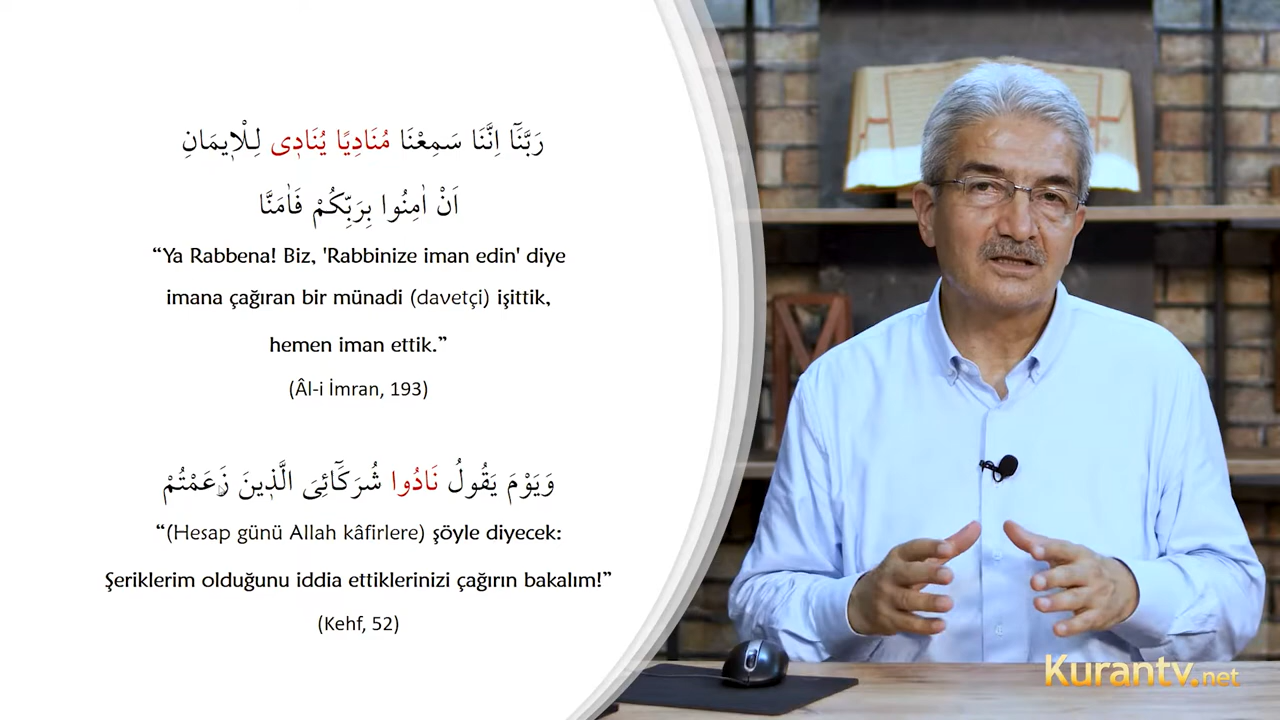 رَبَّنَٓا اِنَّنَا سَمِعْنَا مُنَادِيًا يُنَادٖى لِلْاٖيمَانِ
اَنْ اٰمِنُوا بِرَبِّكُمْ فَاٰمَنَّا
“Ya Rabbena! Biz, 'Rabbinize iman edin' diye
imana çağıran bir münadi (davetçi) işittik,
hemen iman ettik.”
(Âl-i İmran, 193)
وَيَوْمَ يَقُولُ نَادُوا شُرَكَٓائِىَ الَّذٖينَ زَعَمْتُمْ
“(Hesap günü Allah kâfirlere) şöyle diyecek:
Şeriklerim olduğunu iddia ettiklerinizi çağırın bakalım!”
(Kehf, 52)
Kurantv.net